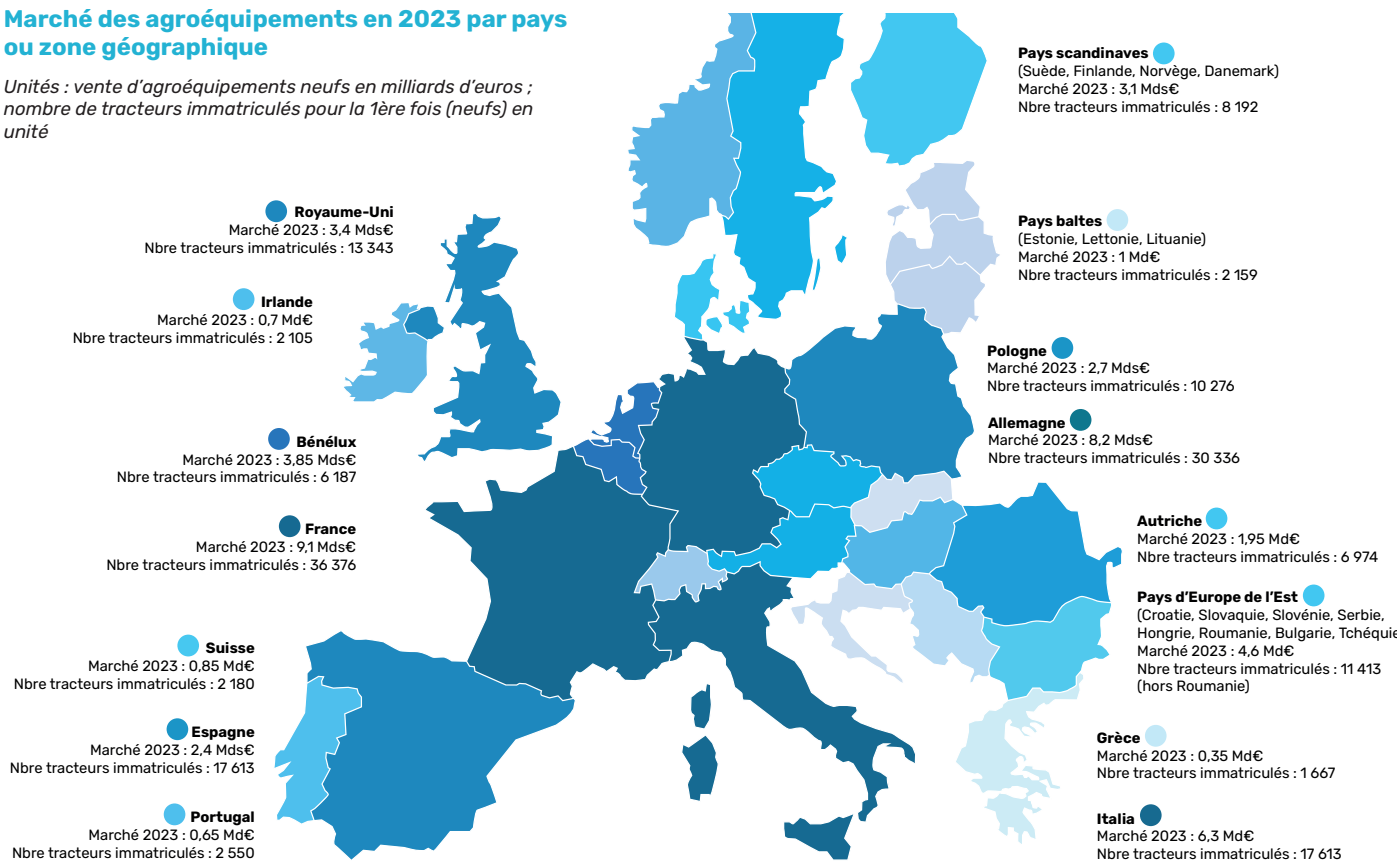 Marché des agroéquipements en 2023 par pays
ou zone géographique
Unités : vente d'agroéquipements neufs en milliards d'euros ;
nombre de tracteurs immatriculés pour la 1ère fois (neufs) en
unité
Royaume-Uni
Marché 2023 : 3,4 Mds€
Nbre tracteurs immatriculés : 13 343
Irlande
Marché 2023 : 0,7 Md€
Nbre tracteurs immatriculés : 2 105
Bénélux
Marché 2023 : 3,85 Mds€
Nbre tracteurs immatriculés : 6 187
France
Marché 2023 : 9,1 Mds€
Nbre tracteurs immatriculés : 36 376
Suisse
Marché 2023 : 0,85 Md€
Nbre tracteurs immatriculés : 2 180
Espagne
Marché 2023 : 2,4 Mds€
Nbre tracteurs immatriculés : 17 613
Portugal
Marché 2023 : 0,65 Md€
Nbre tracteurs immatriculés : 2 550
Pays scandinaves
(Suède, Finlande, Norvège, Danemark)
Marché 2023 : 3,1 Mds€
Nbre tracteurs immatriculés : 8 192
Pays baltes
(Estonie, Lettonie, Lituanie)
Marché 2023 : 1 Md€
Nbre tracteurs immatriculés : 2 159
Pologne
Marché 2023 : 2,7 Mds€
Nbre tracteurs immatriculés : 10 276
Allemagne
Marché 2023 : 8,2 Mds€
Nbre tracteurs immatriculés : 30 336
Autriche
Marché 2023 : 1,95 Md€
Nbre tracteurs immatriculés : 6 974
Pays d'Europe de l'Est
(Croatie, Slovaquie, Slovénie, Serbie,
Hongrie, Roumanie, Bulgarie, Tchéquie
Marché 2023 : 4,6 Md€
Nbre tracteurs immatriculés : 11 413
(hors Roumanie)
Grèce
Marché 2023 : 0,35 Md€
Nbre tracteurs immatriculés : 1 667
Italia
Marché 2023 : 6,3 Md€
Nbre tracteurs immatriculés : 17 613